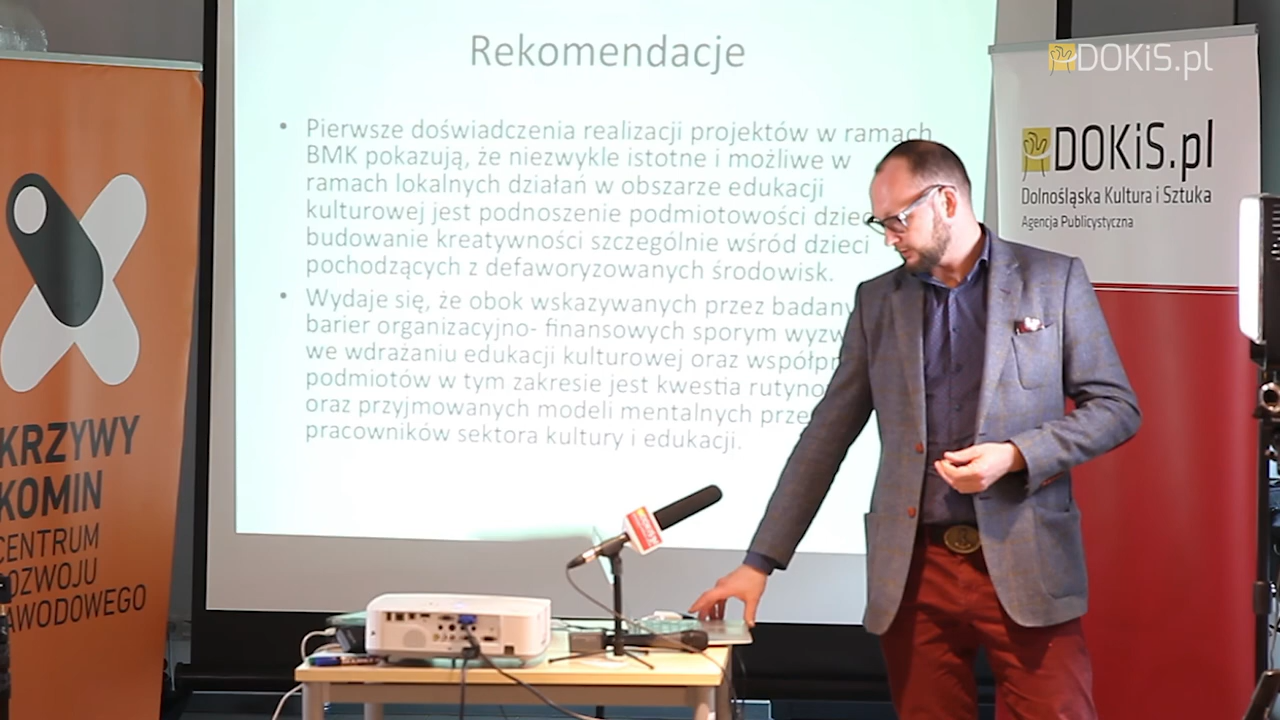 Rekomendacje
• Pierwsze doświadczenia realizacji projektów w ramach
BMK pokazują, że niezwykle istotne i możliwe w
ramach lokalnych działań w obszarze edukacji
kulturowej jest podnoszenie podmiotowości
budowanie kreatywności szczególnie wśród dzieci
pochodzących z defaworyzowanych środowisk.
• Wydaje się, że obok wskazywanych przez
barier organizacyjno- finansowych sporym
we wdrażaniu edukacji kulturowej oraz
podmiotów w tym zakresie jest kwestia
oraz przyjmowanych modeli mentalnych
pracowników sektora kultury i edukacji.
DOKiS.pl
DOKiS.pl
Dolnośląska Kultura i Sztuka
Agencja Publicystyczna
KRZYWY
KOMIN
CENTRUM
ROZWOJU
ZAWODOWEGO